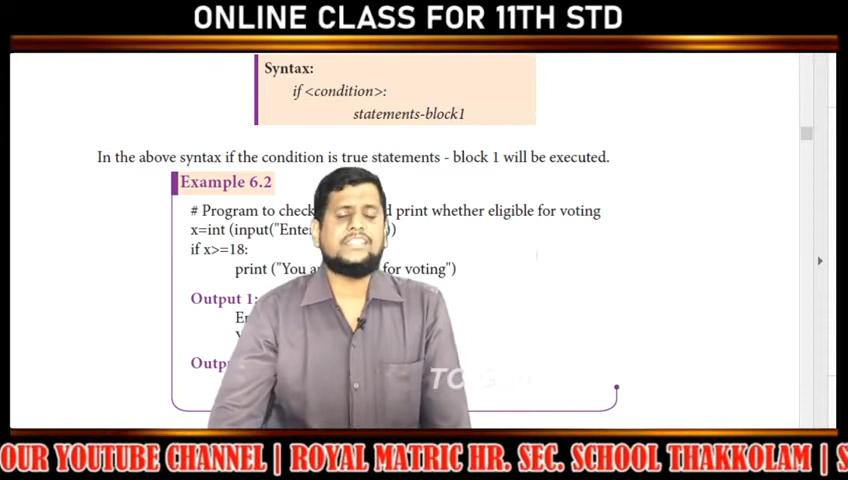 ONLINE CLASS FOR 11TH STD
Syntax:
if <condition>:
statements-block1
In the above syntax if the condition is true statements - block 1 will be executed.
Example 6.2
# Program to check print whether eligible for voting
x=int (input("Ente ))
if x>=18:
print ("You a for voting")
Output 1:
Outp
OUR YOUTUBE CHANNEL | ROYAL MATRIC HR. SEC. SCHOOL THAKKOLAM | S